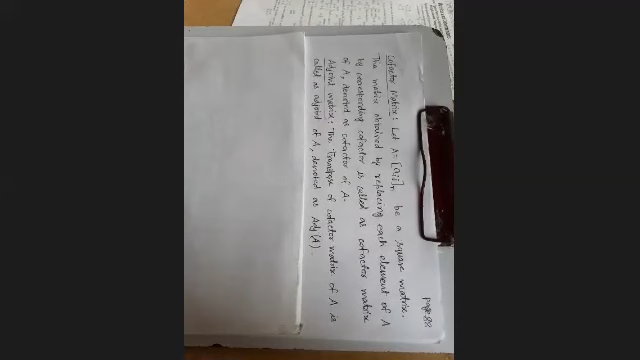 Page 88
Cofactor Matrix: Let A = [aij]n be a square matrix.
The matrix obtained by replacing each element of A
by corresponding cofactor is called as cofactor matrix
of A, denoted as cofactor of A.
Adjoint matrix: The Transpose of cofactor matrix of A is
called as adjoint of A, denoted as Adj(A).